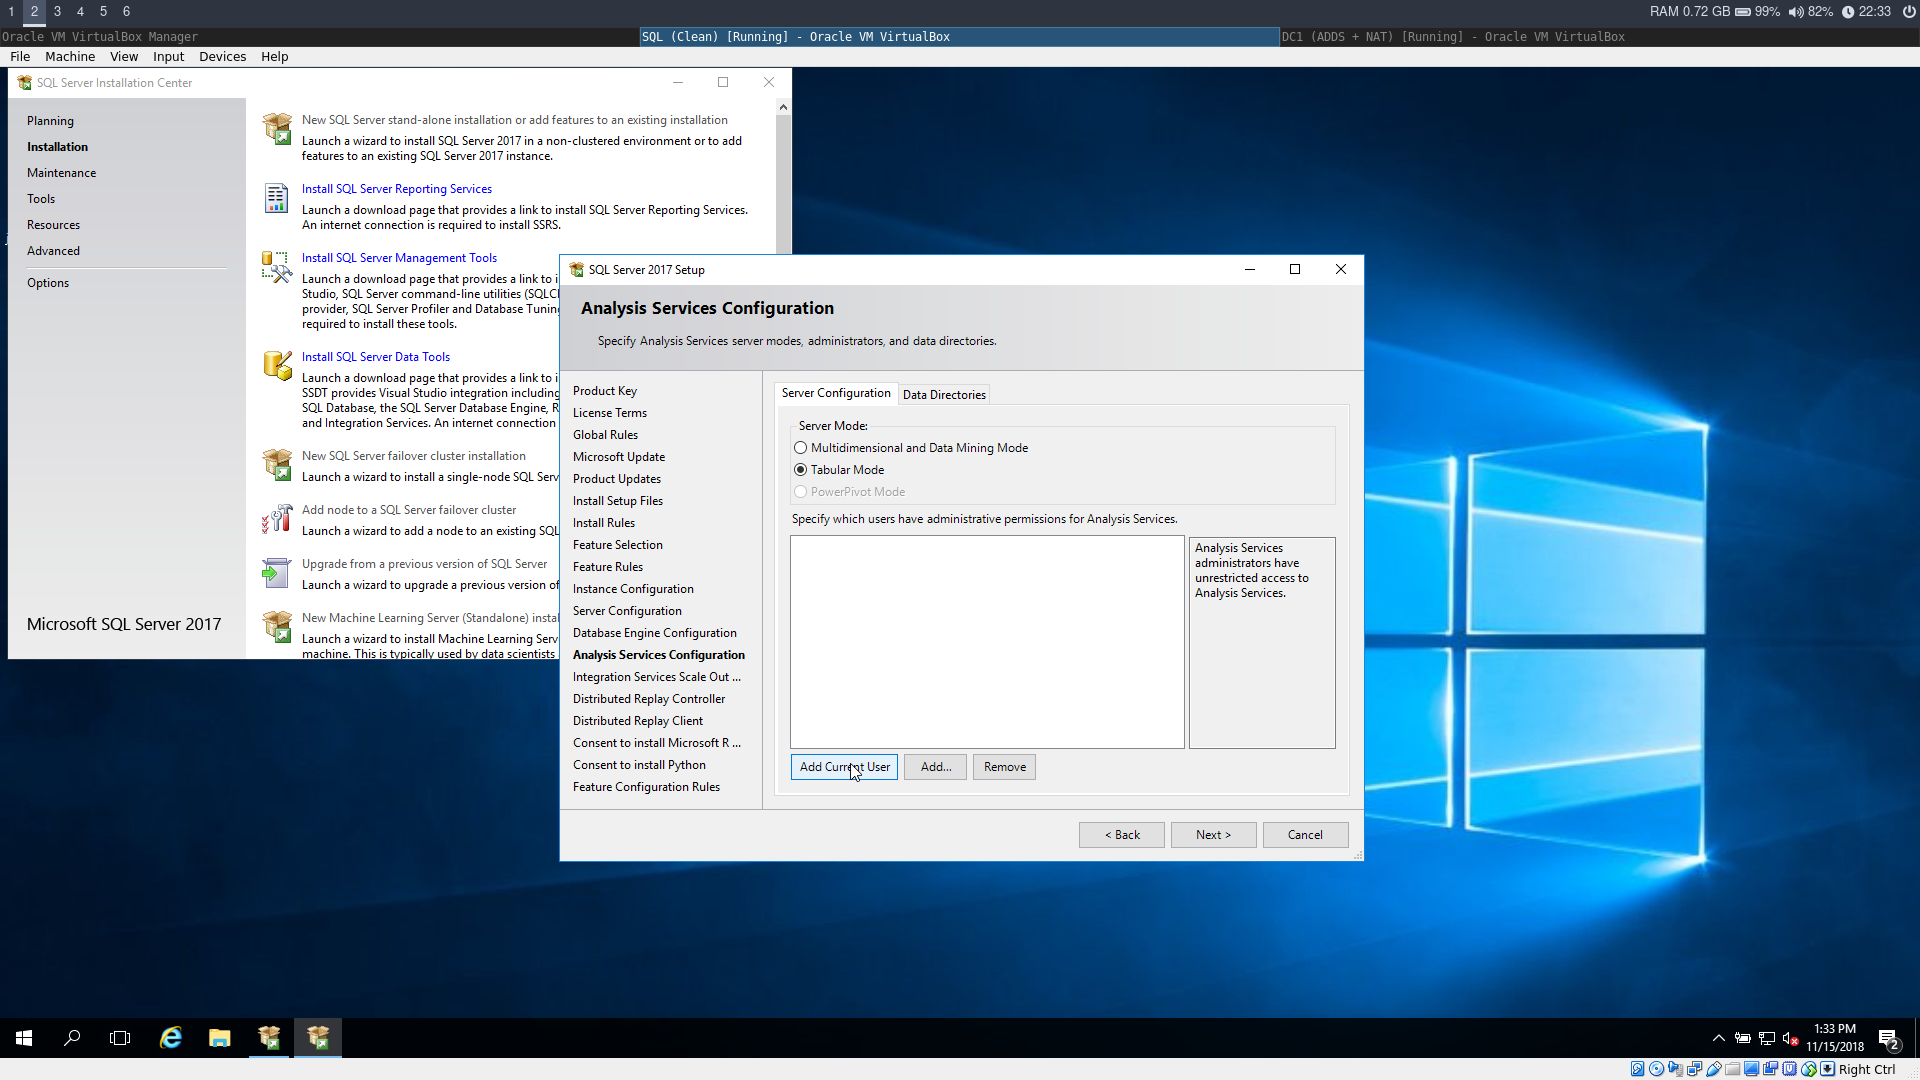 1 2 3 4 5 6
RAM 0.72 GB 99% 82% 22:33
Oracle VM VirtualBox Manager
SQL (Clean) [Running] - Oracle VM VirtualBox
DC1 (ADDS + NAT) [Running] - Oracle VM VirtualBox
File Machine View Input Devices Help
SQL Server Installation Center
Planning
Installation
Maintenance
Tools
Resources
Advanced
Options
Microsoft SQL Server 2017
New SQL Server stand-alone installation or add features to an existing installation
Launch a wizard to install SQL Server 2017 in a non-clustered environment or to add
features to an existing SQL Server 2017 instance.
Install SQL Server Reporting Services
Launch a download page that provides a link to install SQL Server Reporting Services.
An internet connection is required to install SSRS.
Install SQL Server Management Tools
Launch a download page that provides a link to i
Studio, SQL Server command-line utilities (SQLC
provider, SQL Server Profiler and Database Tuning
required to install these tools.
Install SQL Server Data Tools
Launch a download page that provides a link to i
SSDT provides Visual Studio integration including
SQL Database, the SQL Server Database Engine, R
and Integration Services. An internet connection
New SQL Server failover cluster installation
Launch a wizard to install a single-node SQL Serv
Add node to a SQL Server failover cluster
Launch a wizard to add a node to an existing SQL
Upgrade from a previous version of SQL Server
Launch a wizard to upgrade a previous version of
New Machine Learning Server (Standalone) instal
Launch a wizard to install Machine Learning Serv
machine. This is typically used by data scientists
SQL Server 2017 Setup
Analysis Services Configuration
Specify Analysis Services server modes, administrators, and data directories.
Product Key
License Terms
Global Rules
Microsoft Update
Product Updates
Install Setup Files
Install Rules
Feature Selection
Feature Rules
Instance Configuration
Server Configuration
Database Engine Configuration
Analysis Services Configuration
Integration Services Scale Out ...
Distributed Replay Controller
Distributed Replay Client
Consent to install Microsoft R ...
Consent to install Python
Feature Configuration Rules
Server Configuration Data Directories
Server Mode:
Multidimensional and Data Mining Mode
Tabular Mode
PowerPivot Mode
Specify which users have administrative permissions for Analysis Services.
Analysis Services
administrators have
unrestricted access to
Analysis Services.
Add Current User Add... Remove
< Back Next > Cancel
1:33 PM
11/15/2018
2
Right Ctrl